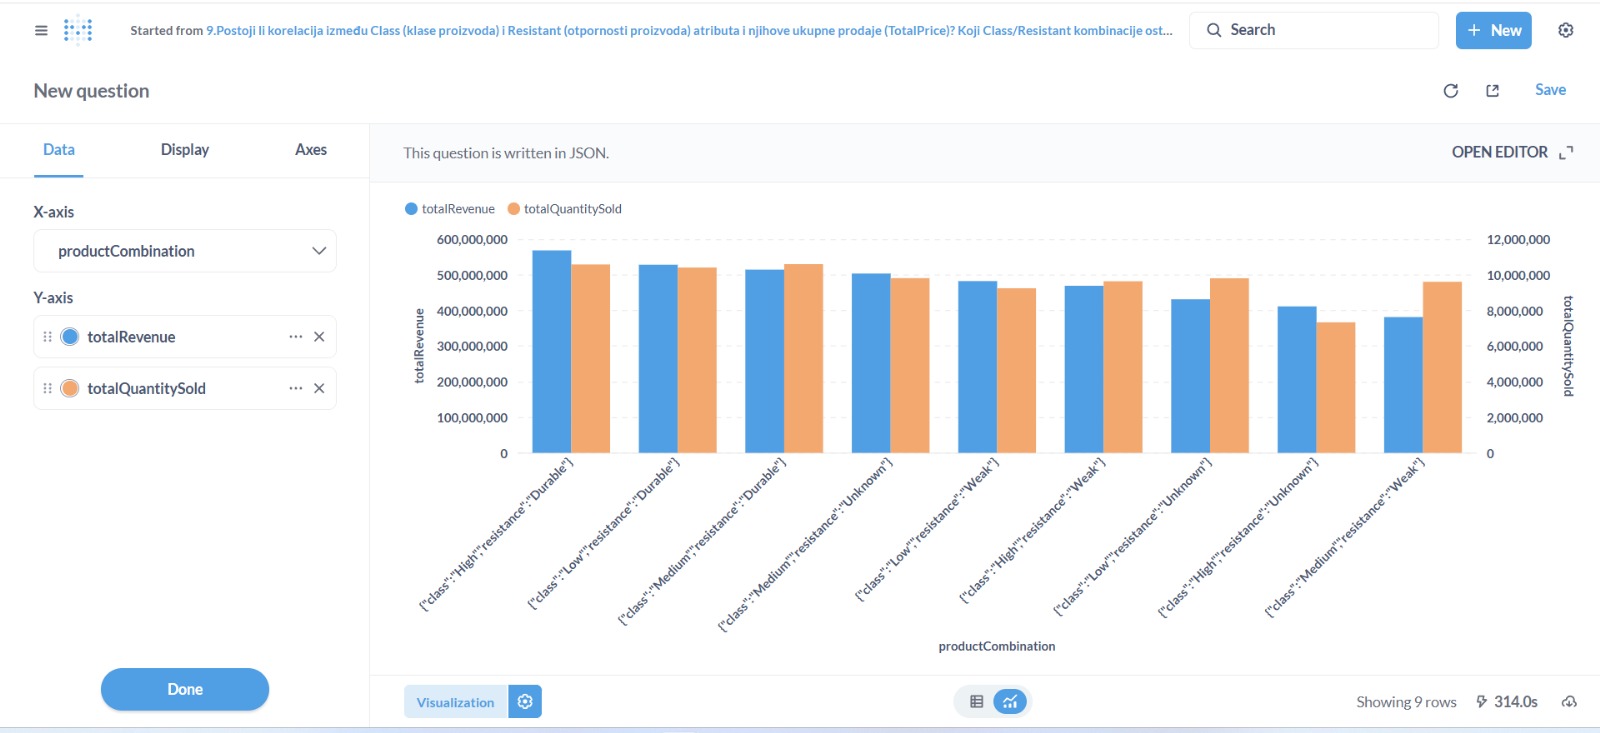 Started from 9.Postoji li korelacija između Class (klase proizvoda) i Resistant (otpornosti proizvoda) atributa i njihove ukupne prodaje (TotalPrice)? Koji Class/Resistant kombinacije ost...
Search
+ New
New question
Save
Data
Display
Axes
This question is written in JSON.
OPEN EDITOR
X-axis
productCombination
Y-axis
totalRevenue
totalQuantitySold
Done
totalRevenue
totalQuantitySold
600,000,000
500,000,000
400,000,000
300,000,000
200,000,000
100,000,000
0
totalRevenue
12,000,000
10,000,000
8,000,000
6,000,000
4,000,000
2,000,000
0
totalQuantitySold
{"class":"High","resistance":"Durable"}
{"class":"Low","resistance":"Durable"}
{"class":"Medium","resistance":"Durable"}
{"class":"Medium","resistance":"Unknown"}
{"class":"Low","resistance":"Weak"}
{"class":"High","resistance":"Weak"}
{"class":"Low","resistance":"Unknown"}
{"class":"High","resistance":"Unknown"}
{"class":"Medium","resistance":"Weak"}
productCombination
Visualization
Showing 9 rows
314.0s